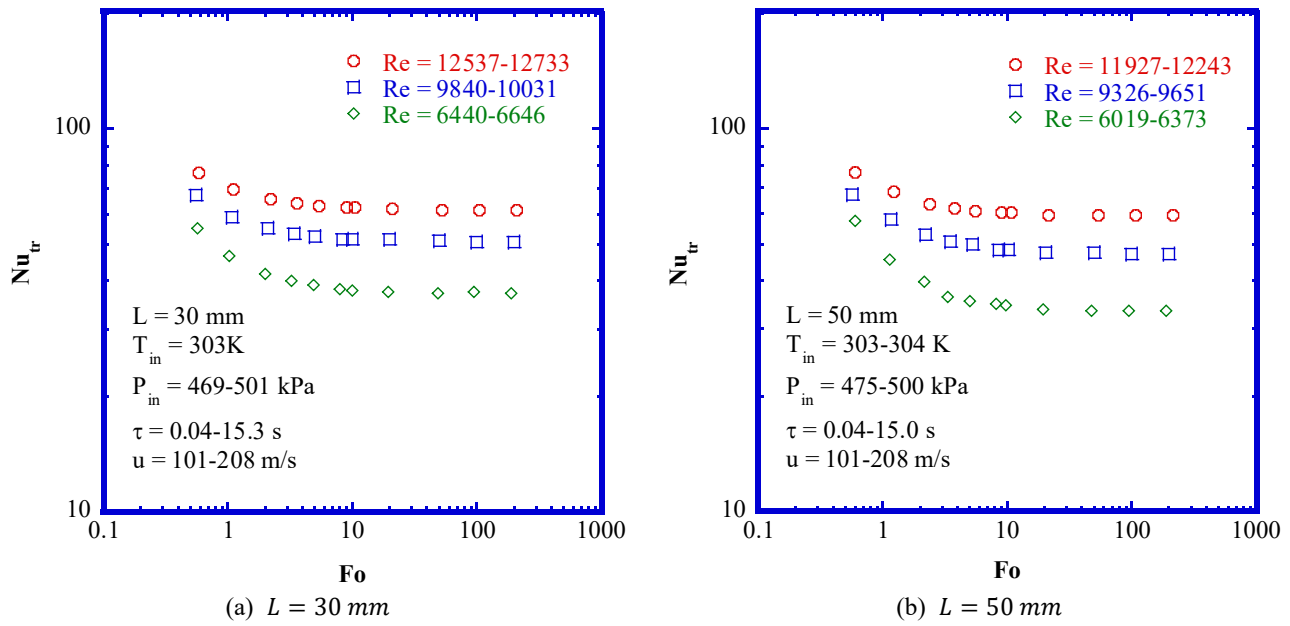 Re = 12537-12733
Re = 9840-10031
Re = 6440-6646
100
Nu_tr
L = 30 mm
T_in = 303K
P_in = 469-501 kPa
τ = 0.04-15.3 s
u = 101-208 m/s
10
0.1 1 10 100 1000
Fo
(a) L = 30 mm
Re = 11927-12243
Re = 9326-9651
Re = 6019-6373
100
Nu_tr
L = 50 mm
T_in = 303-304 K
P_in = 475-500 kPa
τ = 0.04-15.0 s
u = 101-208 m/s
10
0.1 1 10 100 1000
Fo
(b) L = 50 mm